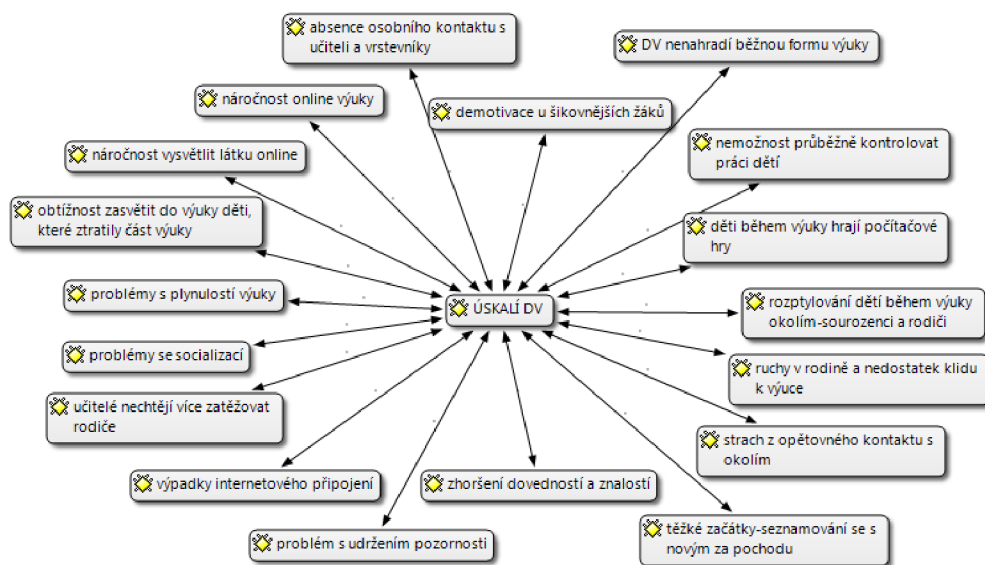 absence osobního kontaktu s
učiteli a vrstevníky
DV nenahradí běžnou formu výuky
náročnost online výuky
demotivace u šikovnějších žáků
nemožnost průběžně kontrolovat
práci dětí
náročnost vysvětlit látku online
obtížnost zasvětit do výuky děti,
které ztratily část výuky
děti během výuky hrají počítačové
hry
problémy s plynulostí výuky
ÚSKALÍ DV
rozptylování dětí během výuky
okolím-sourozenci a rodiči
problémy se socializací
ruchy v rodině a nedostatek klidu
k výuce
učitelé nechtějí více zatěžovat
rodiče
strach z opětovného kontaktu s
okolím
výpadky internetového připojení
zhoršení dovedností a znalostí
těžké začátky-seznamování se s
novým za pochodu
problém s udržením pozornosti